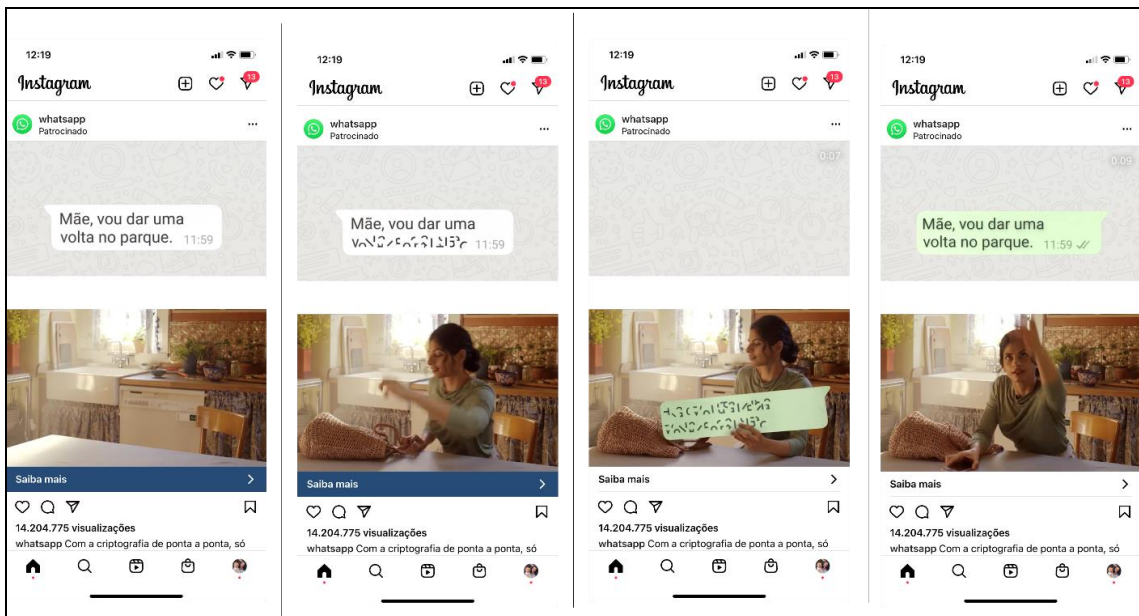 12:19
Instagram
13
whatsapp
Patrocinado
Mãe, vou dar uma
volta no parque. 11:59
Saiba mais
14.204.775 visualizações
whatsapp Com a criptografia de ponta a ponta, só
12:19
Instagram
13
whatsapp
Patrocinado
Mãe, vou dar uma
11:59
Saiba mais
14.204.775 visualizações
whatsapp Com a criptografia de ponta a ponta, só
12:19
Instagram
13
whatsapp
Patrocinado
0:07
Saiba mais
14.204.775 visualizações
whatsapp Com a criptografia de ponta a ponta, só
12:19
Instagram
13
whatsapp
Patrocinado
0:09
Mãe, vou dar uma
volta no parque. 11:59
Saiba mais
14.204.775 visualizações
whatsapp Com a criptografia de ponta a ponta, só